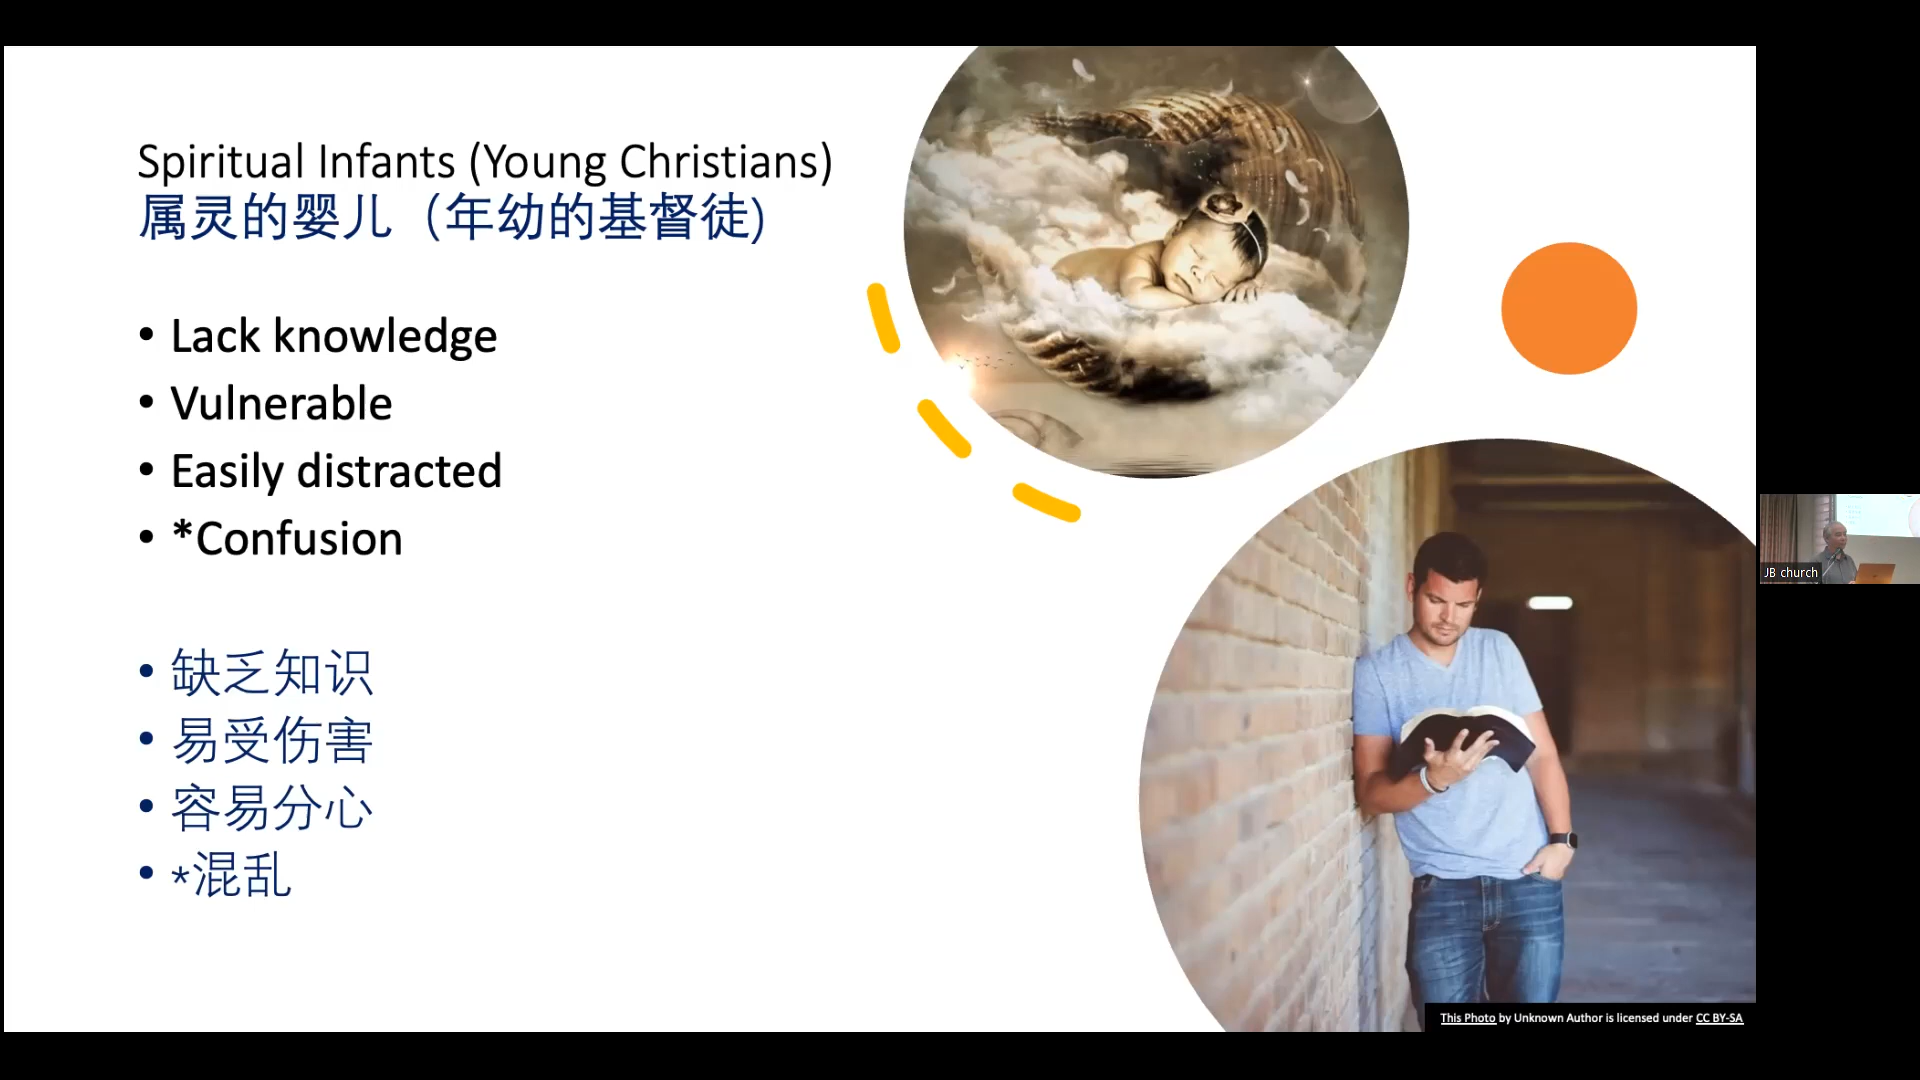 Spiritual Infants (Young Christians)
属灵的婴儿（年幼的基督徒)
• Lack knowledge
• Vulnerable
• Easily distracted
• *Confusion
• 缺乏知识
• 易受伤害
• 容易分心
• *混乱
This Photo by Unknown Author is licensed under CC BY-SA
JB church